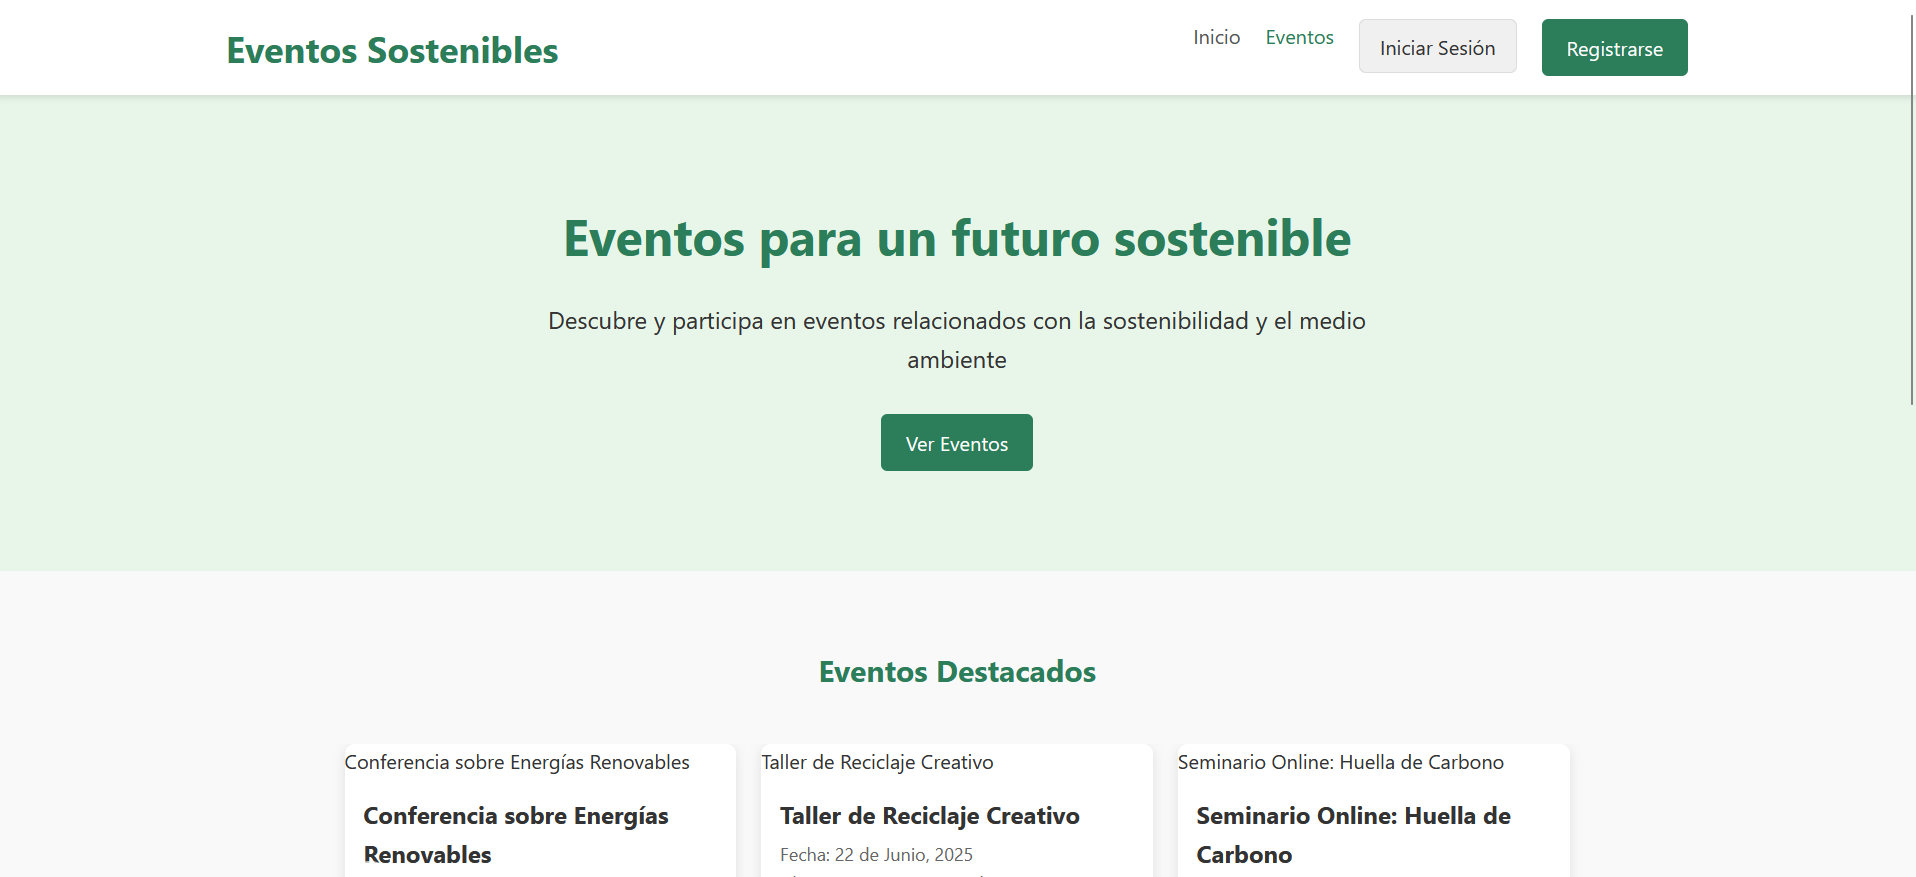 Eventos Sostenibles
Inicio
Eventos
Iniciar Sesión
Registrarse
Eventos para un futuro sostenible
Descubre y participa en eventos relacionados con la sostenibilidad y el medio
ambiente
Ver Eventos
Eventos Destacados
Conferencia sobre Energías Renovables
Conferencia sobre Energías
Renovables
Taller de Reciclaje Creativo
Taller de Reciclaje Creativo
Fecha: 22 de Junio, 2025
Seminario Online: Huella de Carbono
Seminario Online: Huella de
Carbono